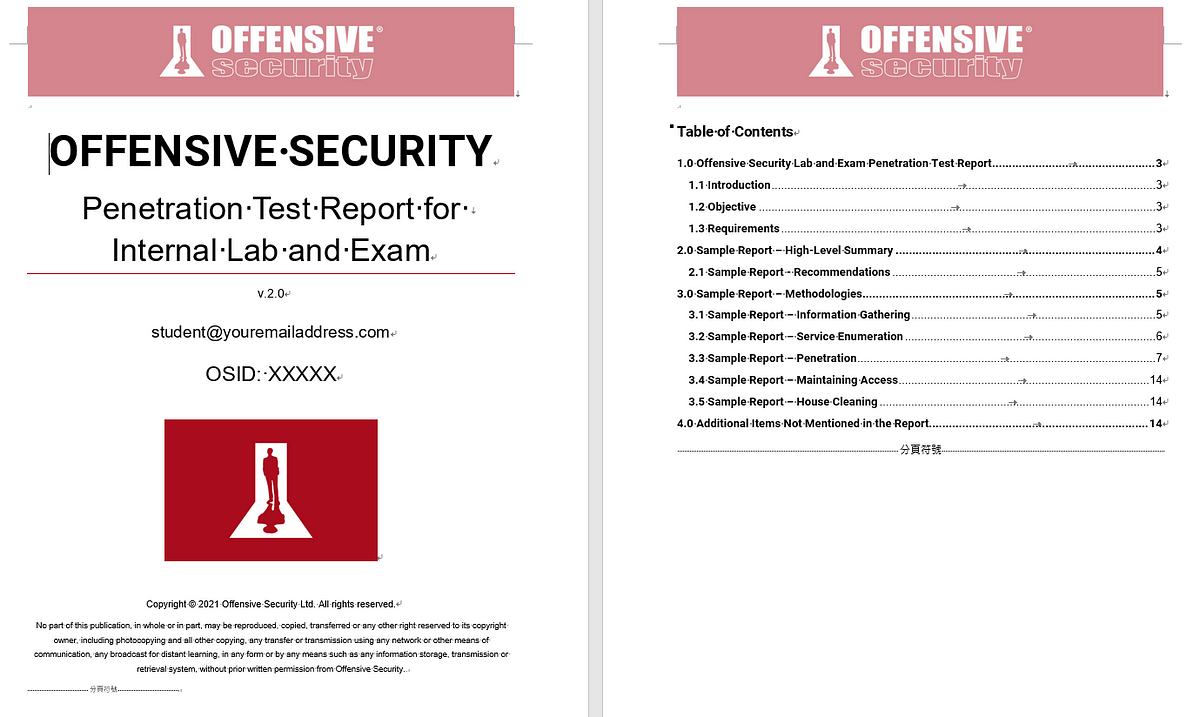 OFFENSIVE®
security
OFFENSIVE SECURITY
Penetration Test Report for
Internal Lab and Exam
v.2.0
student@youremailaddress.com
OSID: XXXXX
Copyright © 2021 Offensive Security Ltd. All rights reserved.
No part of this publication, in whole or in part, may be reproduced, copied, transferred or any other right reserved to its copyright
owner, including photocopying and all other copying, any transfer or transmission using any network or other means of
communication, any broadcast for distant learning, in any form or by any means such as any information storage, transmission or
retrieval system, without prior written permission from Offensive Security.
分頁符號
OFFENSIVE®
security
Table of Contents
1.0 Offensive Security Lab and Exam Penetration Test Report 3
1.1 Introduction 3
1.2 Objective 3
1.3 Requirements 3
2.0 Sample Report – High-Level Summary 4
2.1 Sample Report - Recommendations 5
3.0 Sample Report – Methodologies 5
3.1 Sample Report – Information Gathering 5
3.2 Sample Report – Service Enumeration 6
3.3 Sample Report – Penetration 7
3.4 Sample Report – Maintaining Access 14
3.5 Sample Report – House Cleaning 14
4.0 Additional Items Not Mentioned in the Report 14
分頁符號